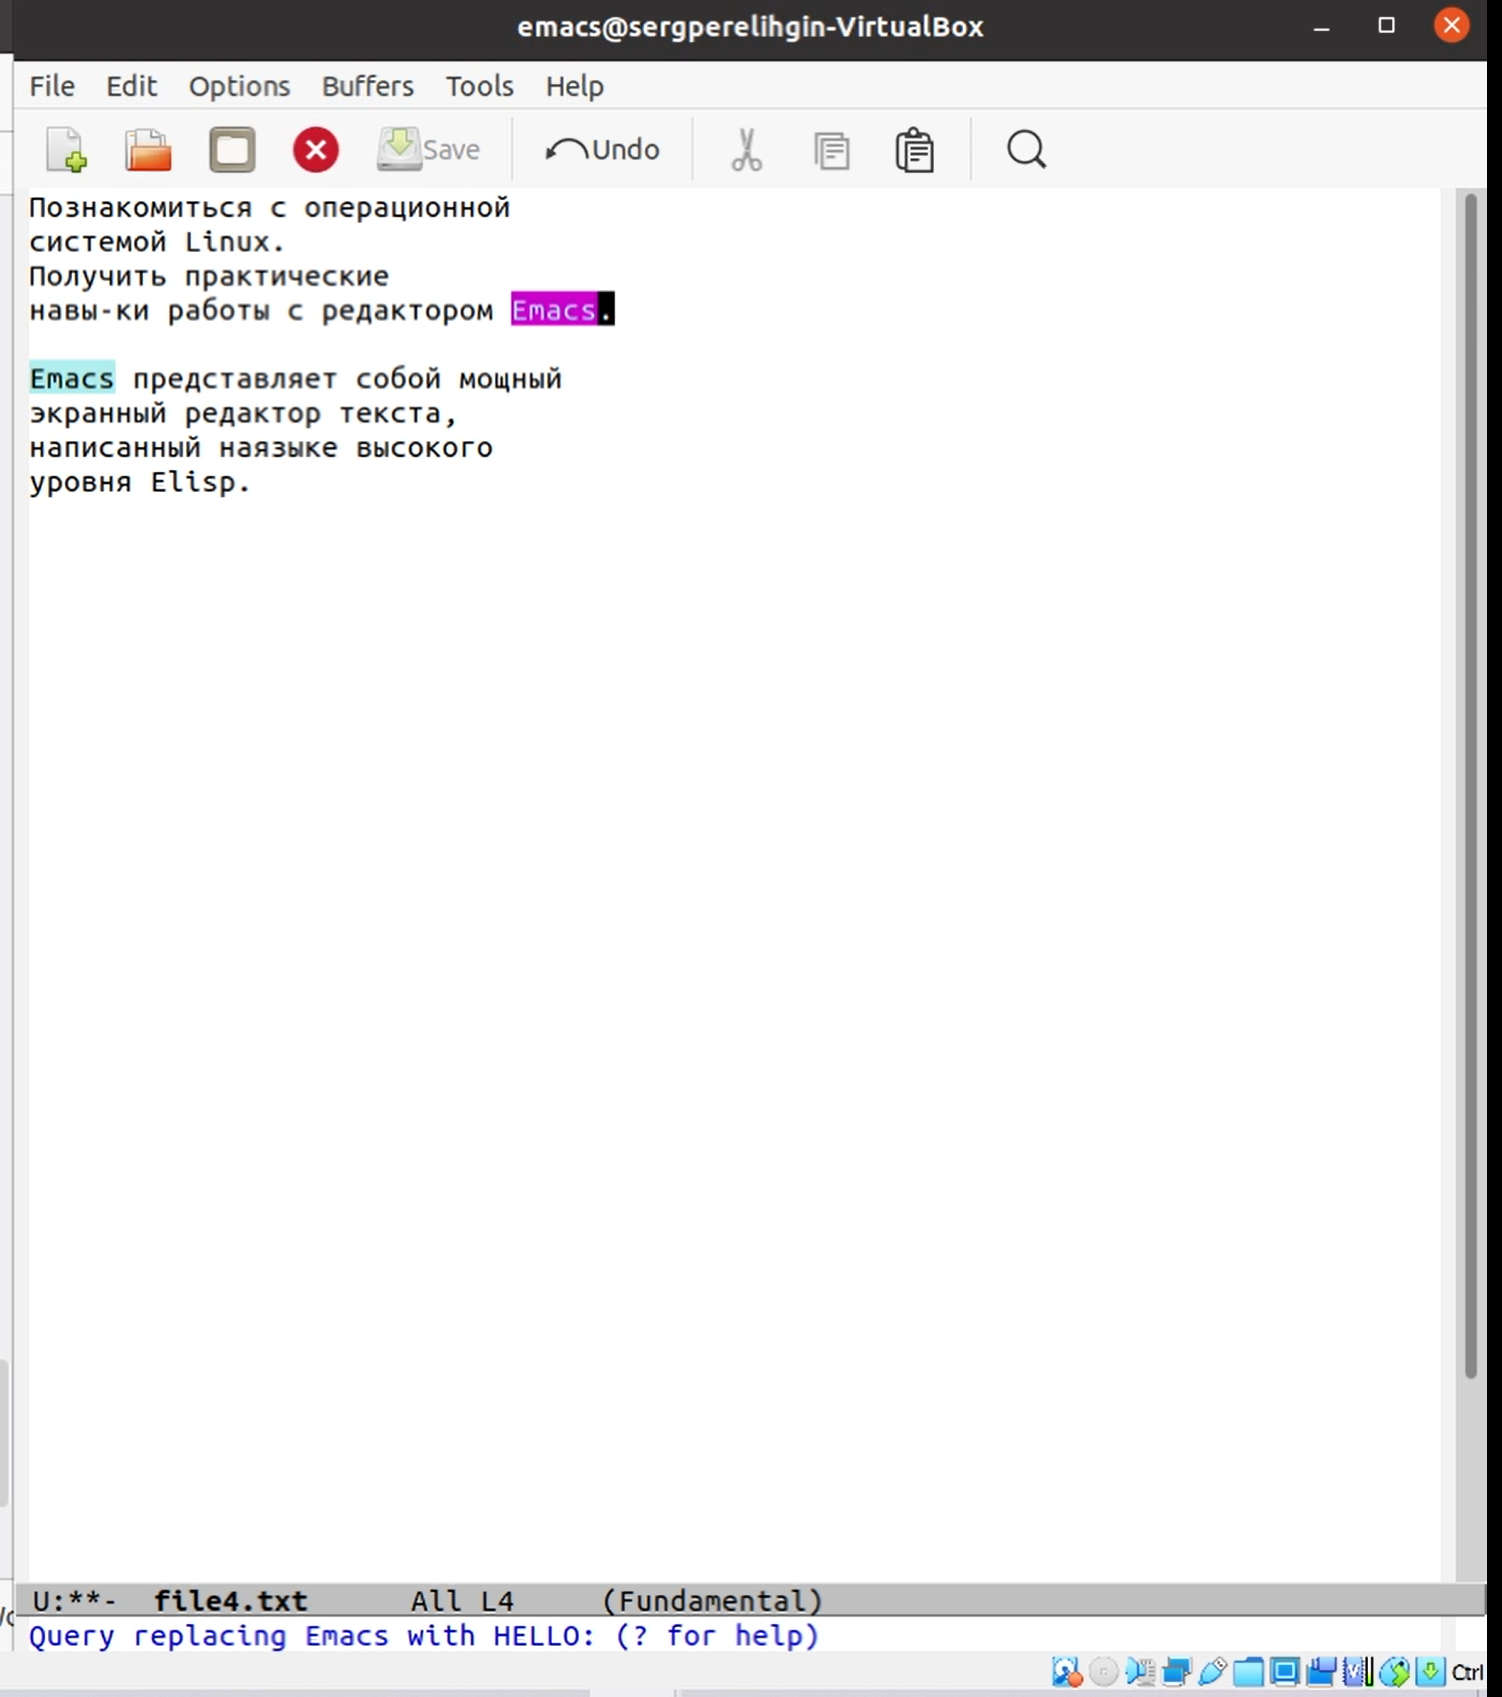 emacs@sergperelihgin-VirtualBox
File Edit Options Buffers Tools Help
Save Undo
Познакомиться с операционной
системой Linux.
Получить практические
навы-ки работы с редактором Emacs.
Emacs представляет собой мощный
экранный редактор текста,
написанный наязыке высокого
уровня Elisp.
U:**- file4.txt All L4 (Fundamental)
Query replacing Emacs with HELLO: (? for help)
Ctrl